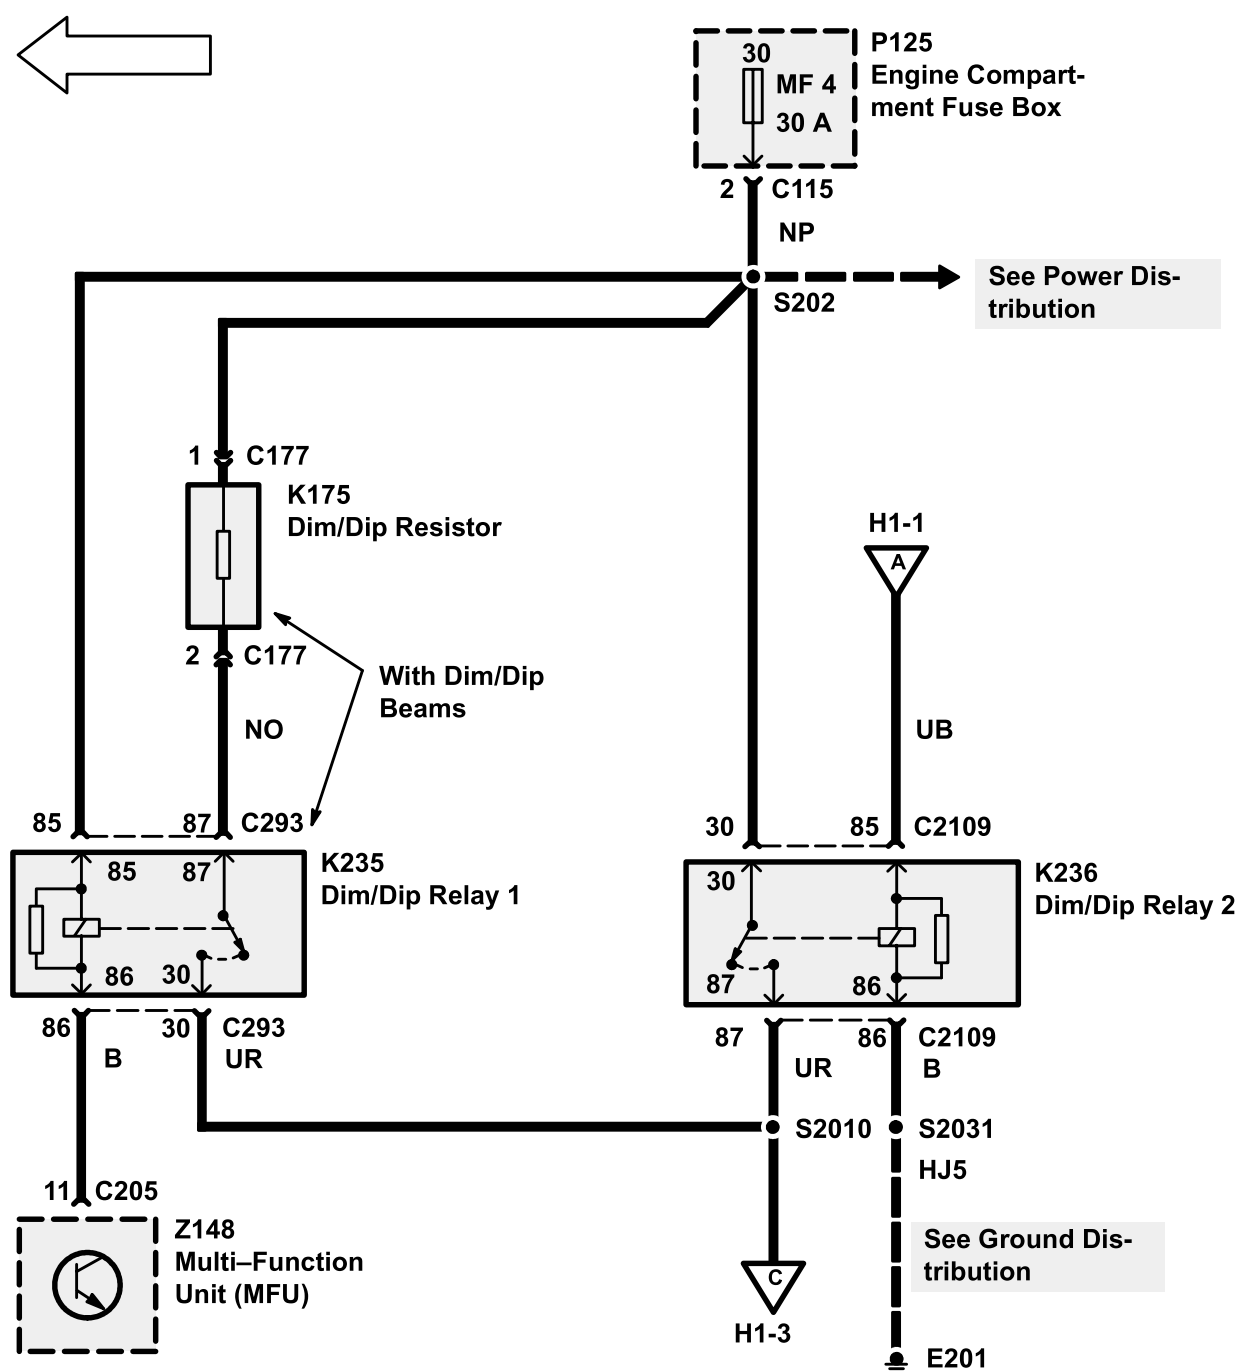 P125
Engine Compart-
ment Fuse Box
30
MF 4
30 A
2
C115
NP
S202
See Power Dis-
tribution
1
C177
K175
Dim/Dip Resistor
2
C177
With Dim/Dip
Beams
NO
H1-1
A
UB
85
87
C293
30
85
C2109
K235
Dim/Dip Relay 1
85
87
86
30
K236
Dim/Dip Relay 2
30
87
86
86
30
C293
B
UR
87
86
C2109
UR
B
S2010
S2031
HJ5
11
C205
Z148
Multi–Function
Unit (MFU)
See Ground Dis-
tribution
C
H1-3
E201